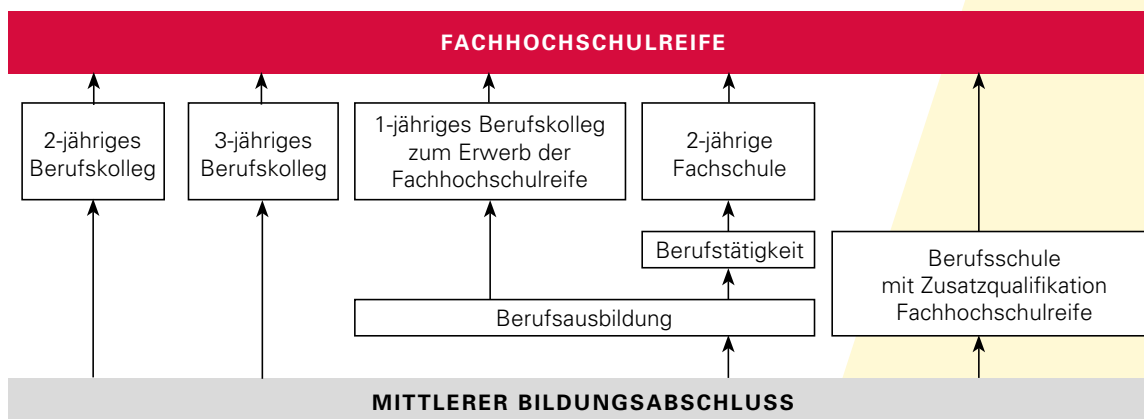 FACHHOCHSCHULREIFE
2-jähriges
Berufskolleg
3-jähriges
Berufskolleg
1-jähriges Berufskolleg
zum Erwerb der
Fachhochschulreife
2-jährige
Fachschule
Berufstätigkeit
Berufsausbildung
Berufsschule
mit Zusatzqualifikation
Fachhochschulreife
MITTLERER BILDUNGSABSCHLUSS